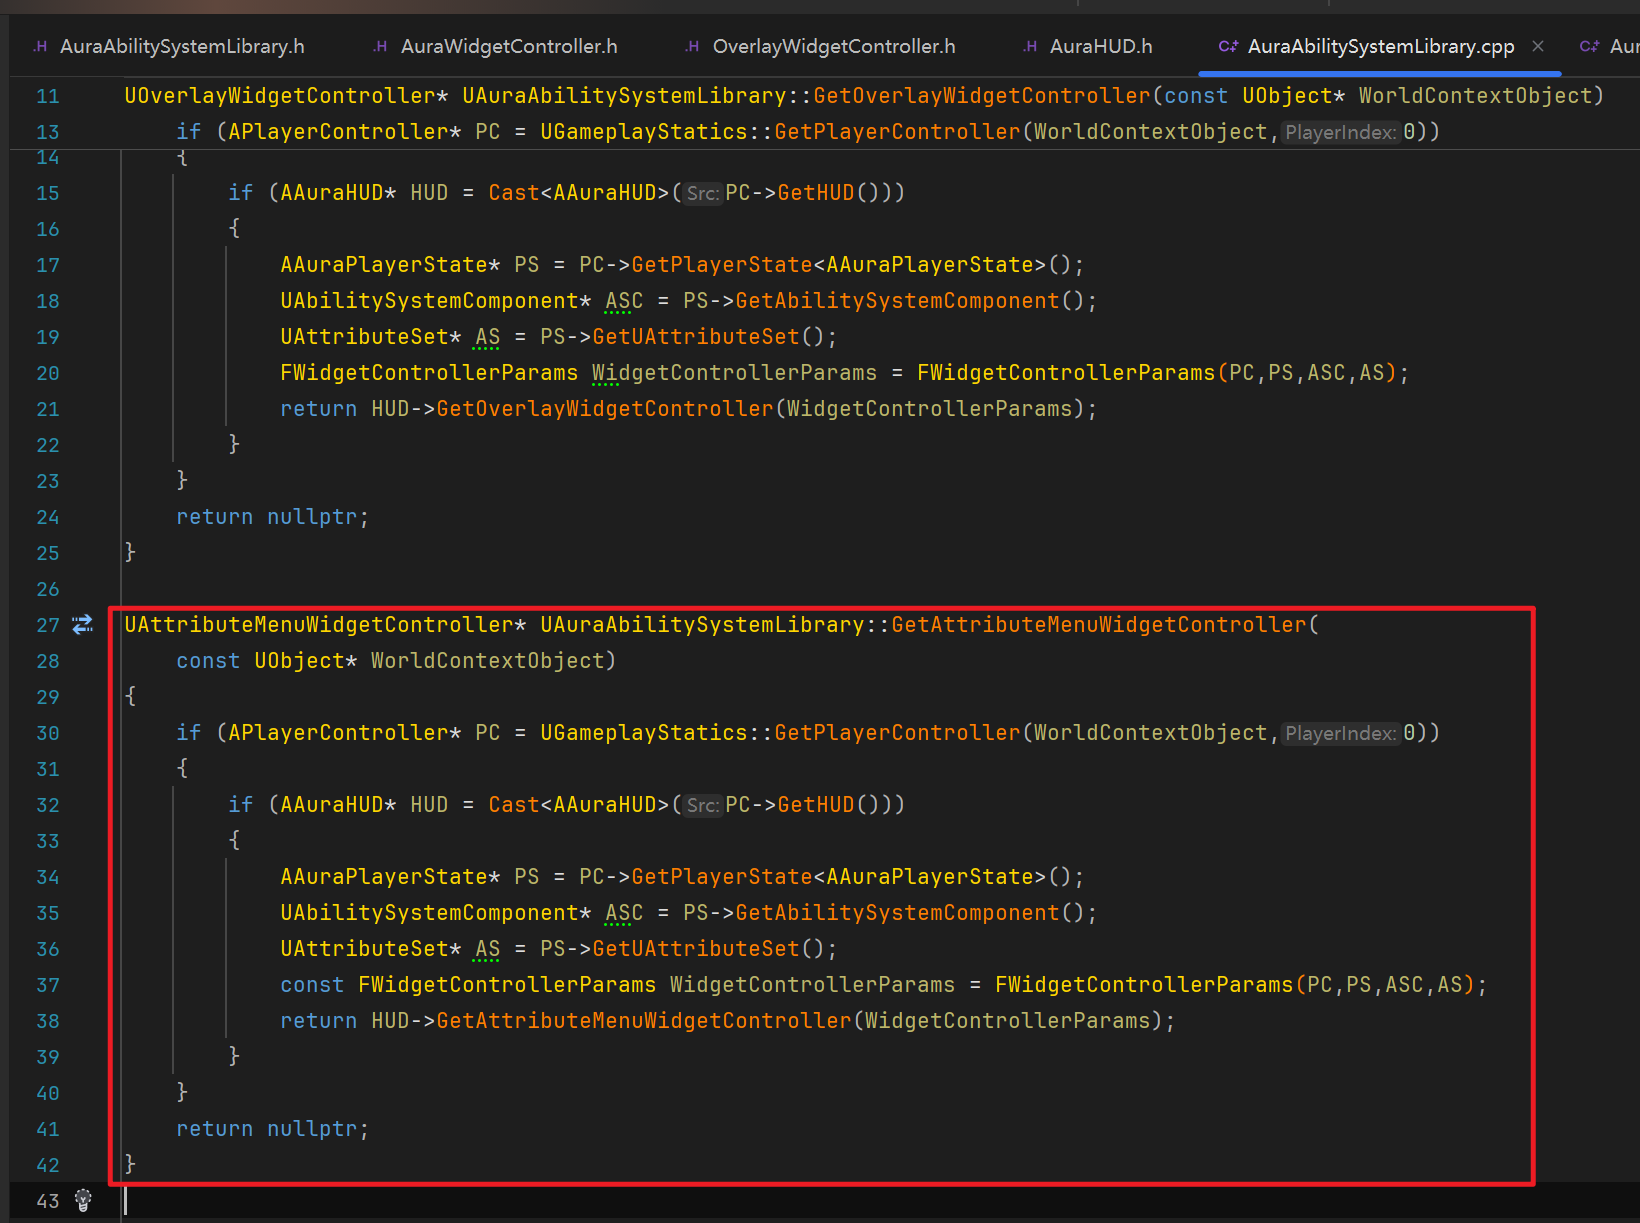 .H AuraAbilitySystemLibrary.h .H AuraWidgetController.h .H OverlayWidgetController.h .H AuraHUD.h C++ AuraAbilitySystemLibrary.cpp × C++ Aur
11 UOverlayWidgetController* UAuraAbilitySystemLibrary::GetOverlayWidgetController(const UObject* WorldContextObject)
13 if (APlayerController* PC = UGameplayStatics::GetPlayerController(WorldContextObject, PlayerIndex: 0))
14 {
15 if (AAuraHUD* HUD = Cast<AAuraHUD>( Src: PC->GetHUD()))
16 {
17 AAuraPlayerState* PS = PC->GetPlayerState<AAuraPlayerState>();
18 UAbilitySystemComponent* ASC = PS->GetAbilitySystemComponent();
19 UAttributeSet* AS = PS->GetUAttributeSet();
20 FWidgetControllerParams WidgetControllerParams = FWidgetControllerParams(PC,PS,ASC,AS);
21 return HUD->GetOverlayWidgetController(WidgetControllerParams);
22 }
23 }
24 return nullptr;
25 }
26
27 UAttributeMenuWidgetController* UAuraAbilitySystemLibrary::GetAttributeMenuWidgetController(
28 const UObject* WorldContextObject)
29 {
30 if (APlayerController* PC = UGameplayStatics::GetPlayerController(WorldContextObject, PlayerIndex: 0))
31 {
32 if (AAuraHUD* HUD = Cast<AAuraHUD>( Src: PC->GetHUD()))
33 {
34 AAuraPlayerState* PS = PC->GetPlayerState<AAuraPlayerState>();
35 UAbilitySystemComponent* ASC = PS->GetAbilitySystemComponent();
36 UAttributeSet* AS = PS->GetUAttributeSet();
37 const FWidgetControllerParams WidgetControllerParams = FWidgetControllerParams(PC,PS,ASC,AS);
38 return HUD->GetAttributeMenuWidgetController(WidgetControllerParams);
39 }
40 }
41 return nullptr;
42 }
43